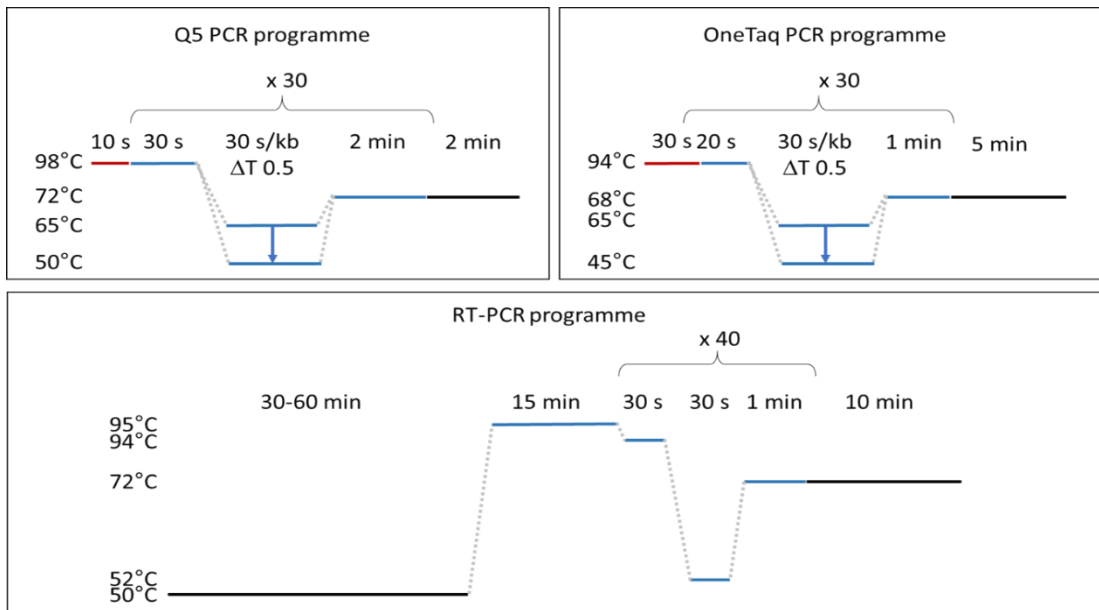 Q5 PCR programme
x 30
10 s 30 s 30 s/kb 2 min 2 min
ΔT 0.5
98°C
72°C
65°C
50°C
OneTaq PCR programme
x 30
30 s 20 s 30 s/kb 1 min 5 min
ΔT 0.5
94°C
68°C
65°C
45°C
RT-PCR programme
x 40
30-60 min 15 min 30 s 30 s 1 min 10 min
95°C
94°C
72°C
52°C
50°C